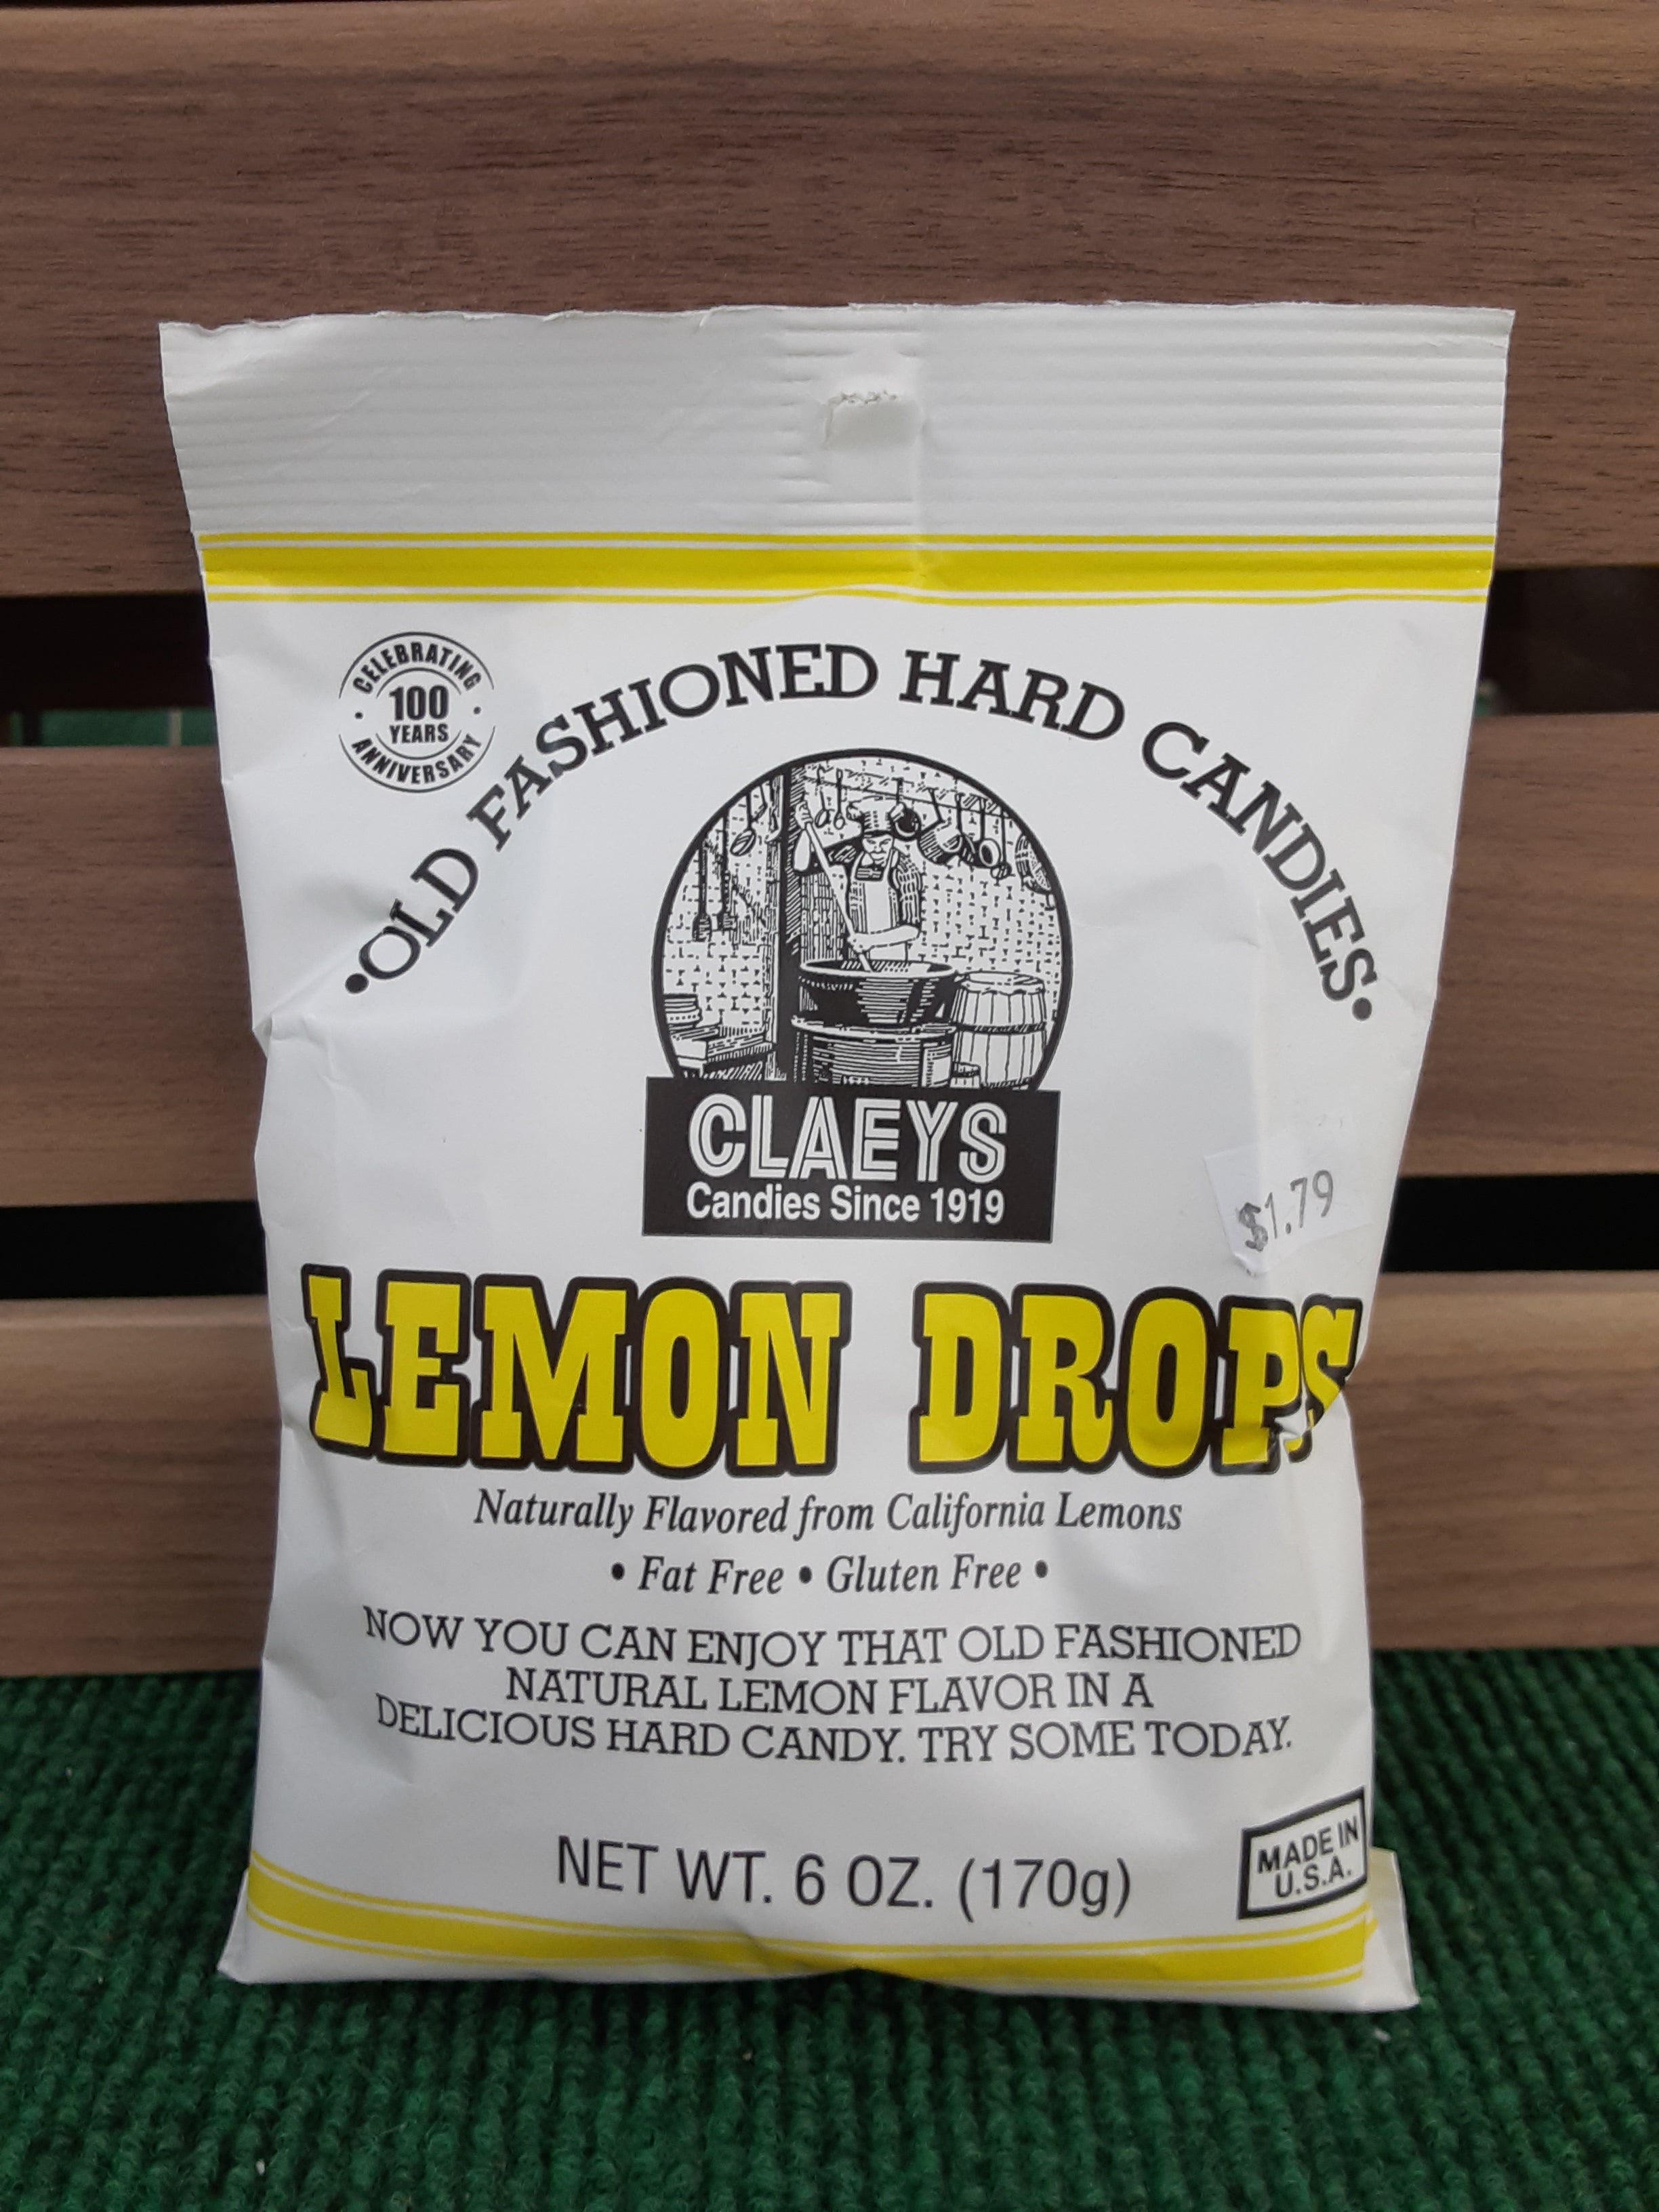 CELEBRATING
100
YEARS
ANNIVERSARY
•OLD FASHIONED HARD CANDIES•
CLAEYS
Candies Since 1919
$1.79
LEMON DROPS
Naturally Flavored from California Lemons
• Fat Free • Gluten Free •
NOW YOU CAN ENJOY THAT OLD FASHIONED
NATURAL LEMON FLAVOR IN A
DELICIOUS HARD CANDY. TRY SOME TODAY.
NET WT. 6 OZ. (170g)
MADE IN
U.S.A.